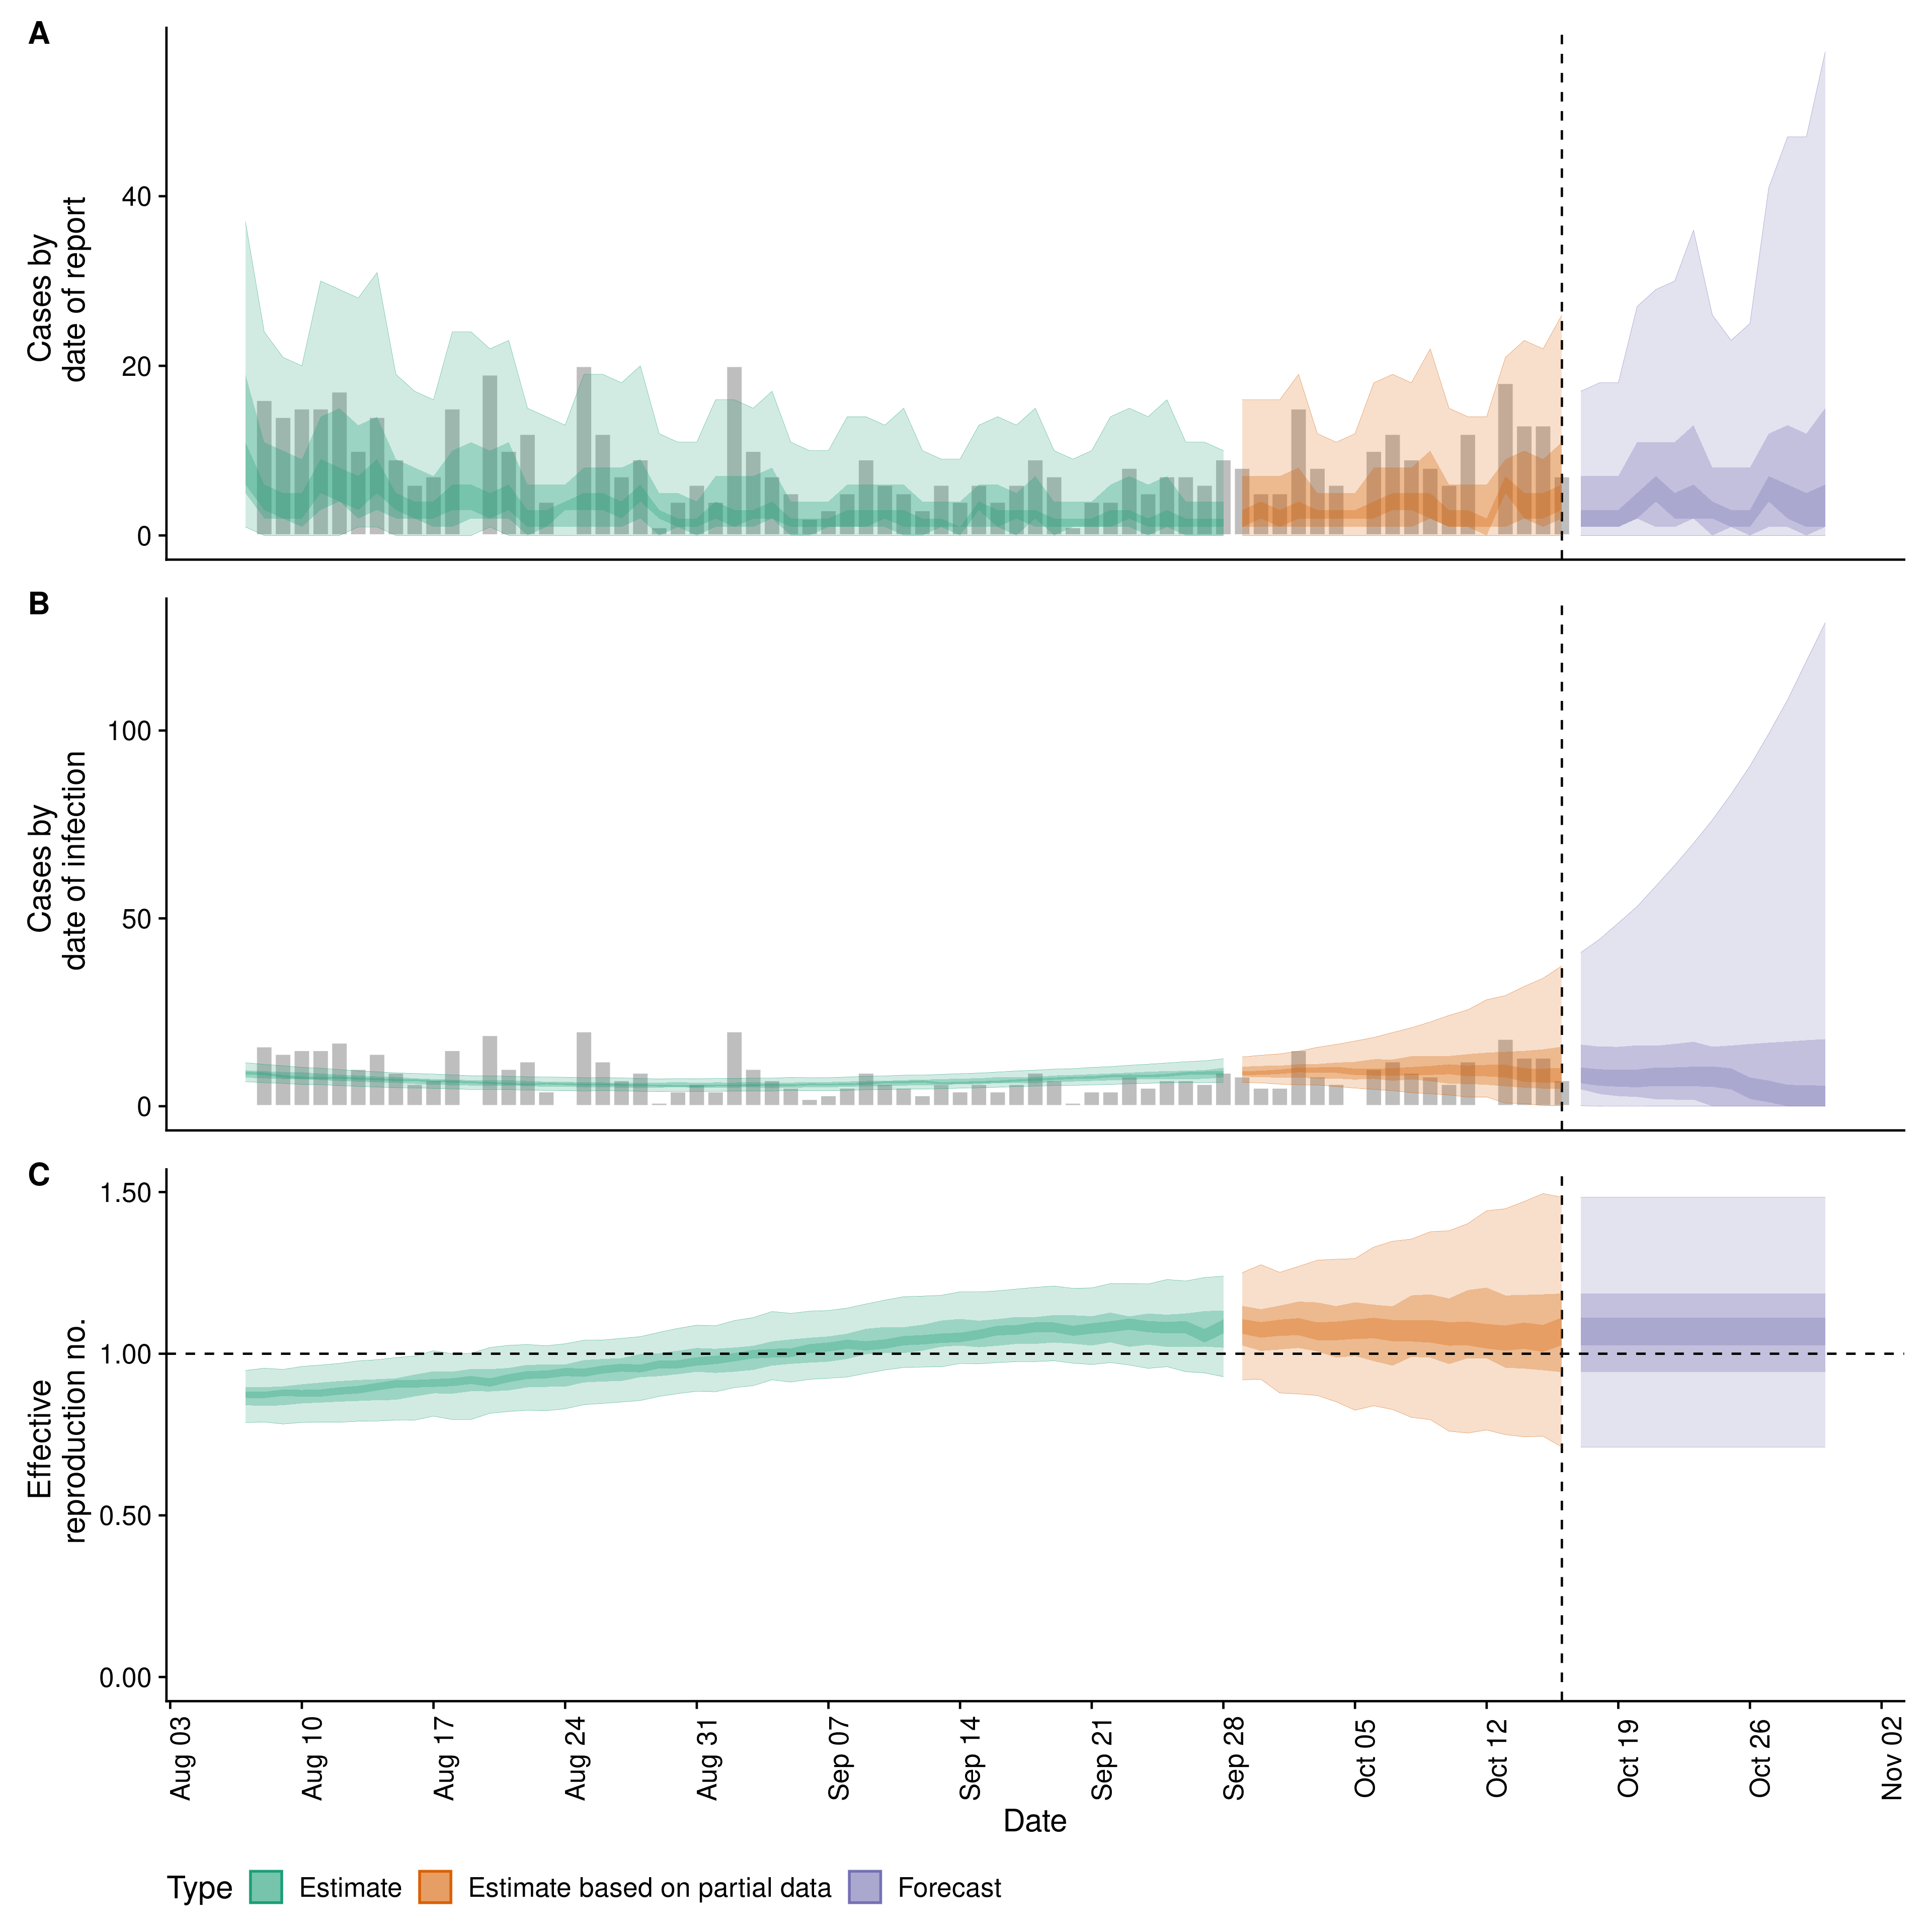 A
Cases by
date of report
40
20
0
B
Cases by
date of infection
100
50
0
C
Effective
reproduction no.
1.50
1.00
0.50
0.00
Aug 03
Aug 10
Aug 17
Aug 24
Aug 31
Sep 07
Sep 14
Sep 21
Sep 28
Oct 05
Oct 12
Oct 19
Oct 26
Nov 02
Date
Type Estimate Estimate based on partial data Forecast